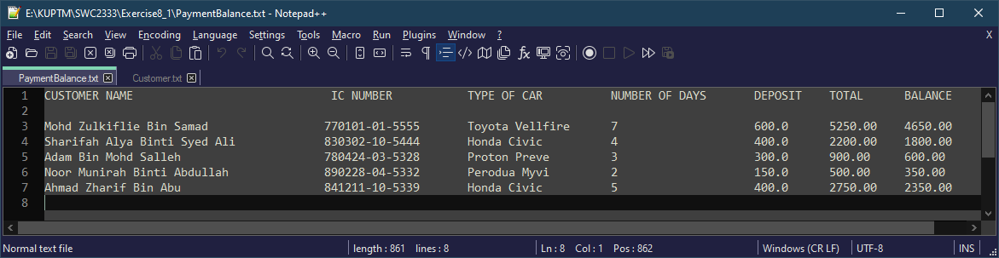 E:\KUPTM\SWC2333\Exercise8_1\PaymentBalance.txt - Notepad++
File Edit Search View Encoding Language Settings Tools Macro Run Plugins Window ? X
PaymentBalance.txt Customer.txt
1 CUSTOMER NAME IC NUMBER TYPE OF CAR NUMBER OF DAYS DEPOSIT TOTAL BALANCE
2
3 Mohd Zulkiflie Bin Samad 770101-01-5555 Toyota Vellfire 7 600.0 5250.00 4650.00
4 Sharifah Alya Binti Syed Ali 830302-10-5444 Honda Civic 4 400.0 2200.00 1800.00
5 Adam Bin Mohd Salleh 780424-03-5328 Proton Preve 3 300.0 900.00 600.00
6 Noor Munirah Binti Abdullah 890228-04-5332 Perodua Myvi 2 150.0 500.00 350.00
7 Ahmad Zharif Bin Abu 841211-10-5339 Honda Civic 5 400.0 2750.00 2350.00
8
Normal text file length : 861 lines : 8 Ln : 8 Col : 1 Pos : 862 Windows (CR LF) UTF-8 INS